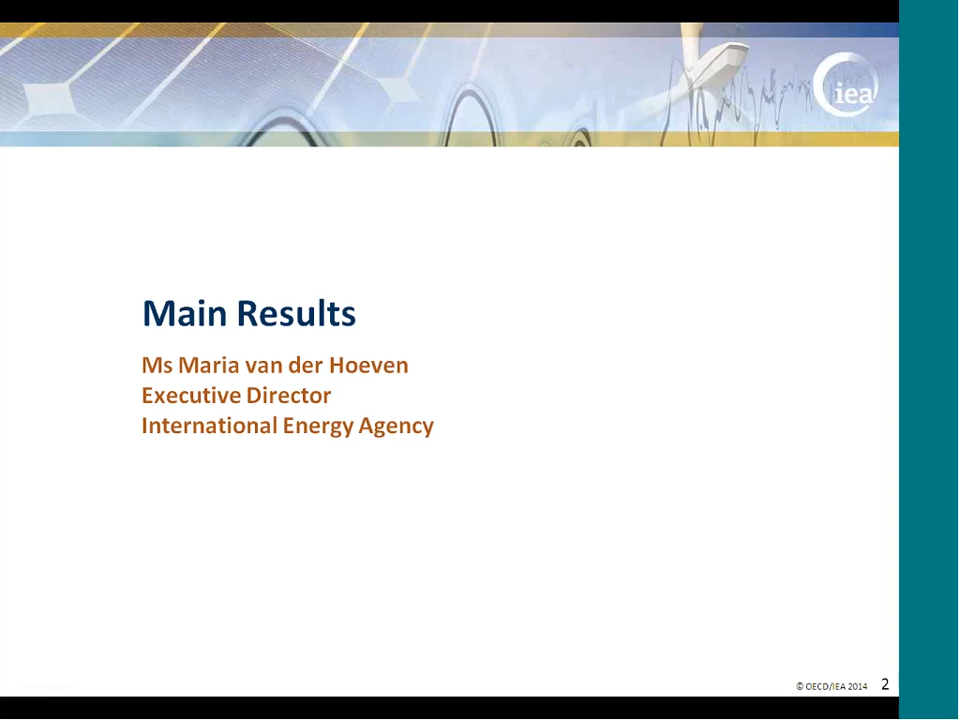 iea
Main Results
Ms Maria van der Hoeven
Executive Director
International Energy Agency
© OECD/IEA 2014 2